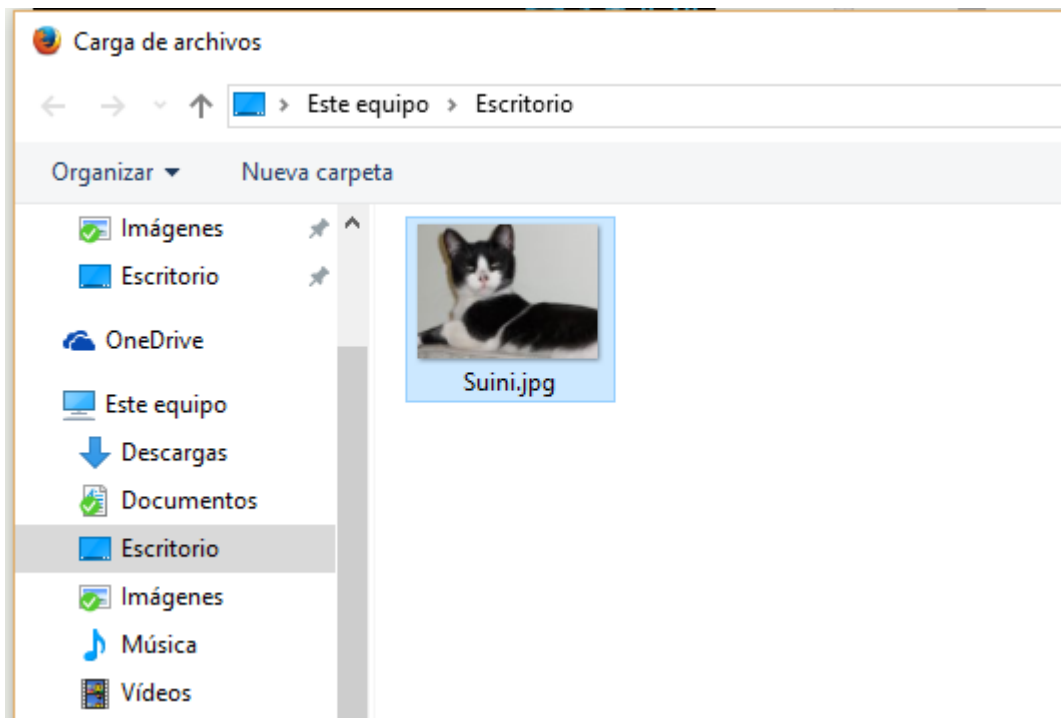 Carga de archivos
Este equipo > Escritorio
Organizar
Nueva carpeta
Imágenes
Escritorio
OneDrive
Este equipo
Descargas
Documentos
Escritorio
Imágenes
Música
Vídeos
Suini.jpg